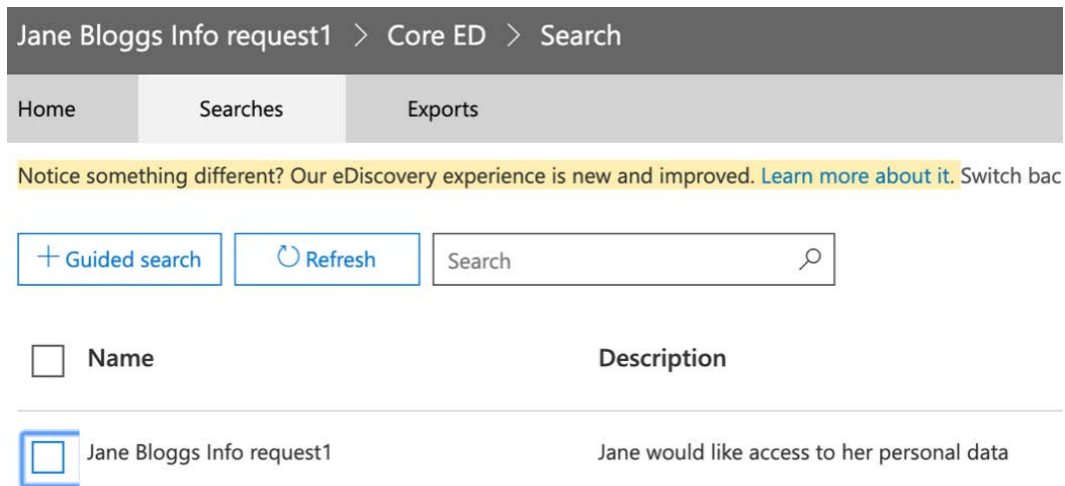 Jane Bloggs Info request1 > Core ED > Search
Home Searches Exports
Notice something different? Our eDiscovery experience is new and improved. Learn more about it. Switch bac
+ Guided search Refresh Search
Name Description
Jane Bloggs Info request1 Jane would like access to her personal data